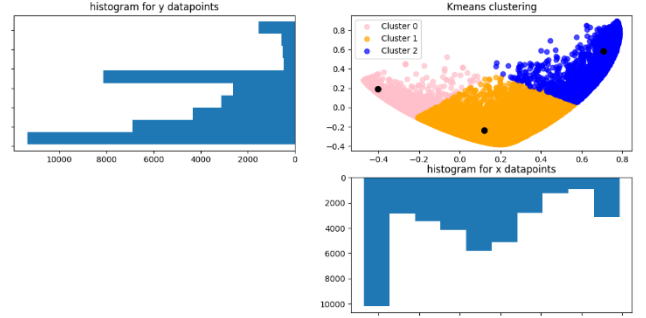 histogram for y datapoints
10000 8000 6000 4000 2000 0
Kmeans clustering
Cluster 0
Cluster 1
Cluster 2
0.8
0.6
0.4
0.2
0.0
−0.2
−0.4
−0.4 −0.2 0.0 0.2 0.4 0.6 0.8
histogram for x datapoints
0
2000
4000
6000
8000
10000